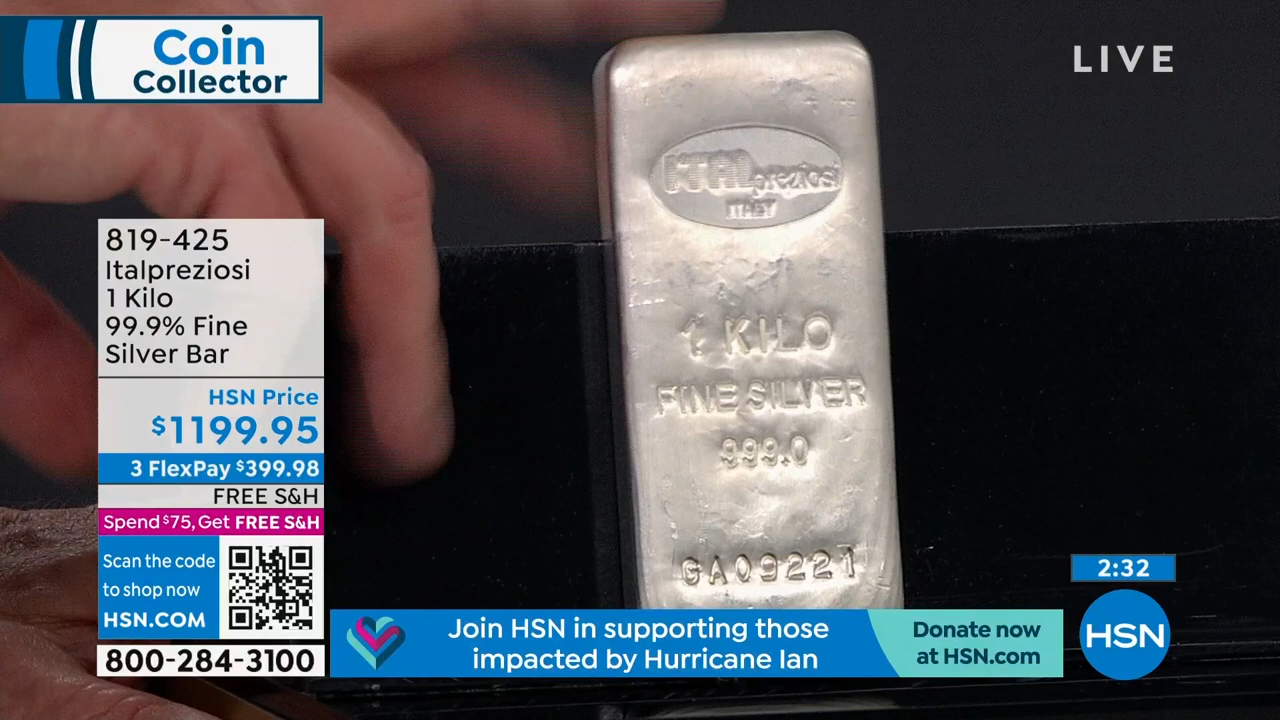 Coin
Collector
LIVE
819-425
Italpreziosi
1 Kilo
99.9% Fine
Silver Bar
HSN Price
$1199.95
3 FlexPay $399.98
FREE S&H
Spend $75, Get FREE S&H
Scan the code
to shop now
HSN.COM
800-284-3100
ITALpreziosi
ITALY
1 KILO
FINE SILVER
999.0
GA09221
Join HSN in supporting those
impacted by Hurricane Ian
Donate now
at HSN.com
2:32
HSN